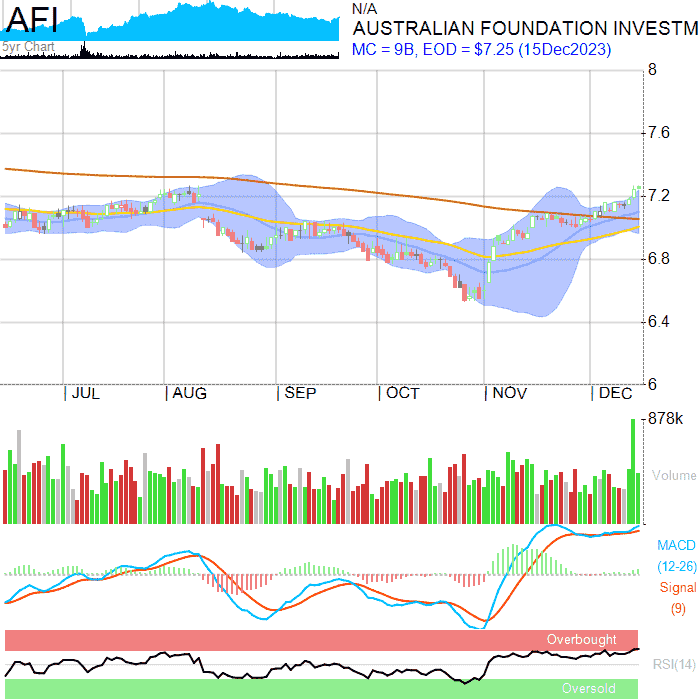 AFI
5yr Chart
N/A
AUSTRALIAN FOUNDATION INVESTM
MC = 9B, EOD = $7.25 (15Dec2023)
8
7.6
7.2
6.8
6.4
6
| JUL | AUG | SEP | OCT | NOV | DEC
878k
Volume
MACD
(12-26)
Signal
(9)
Overbought
RSI(14)
Oversold